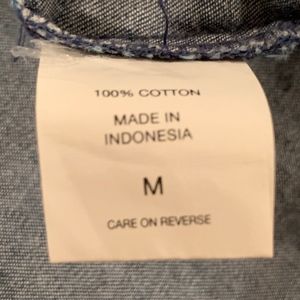 100% COTTON
MADE IN
INDONESIA
M
CARE ON REVERSE